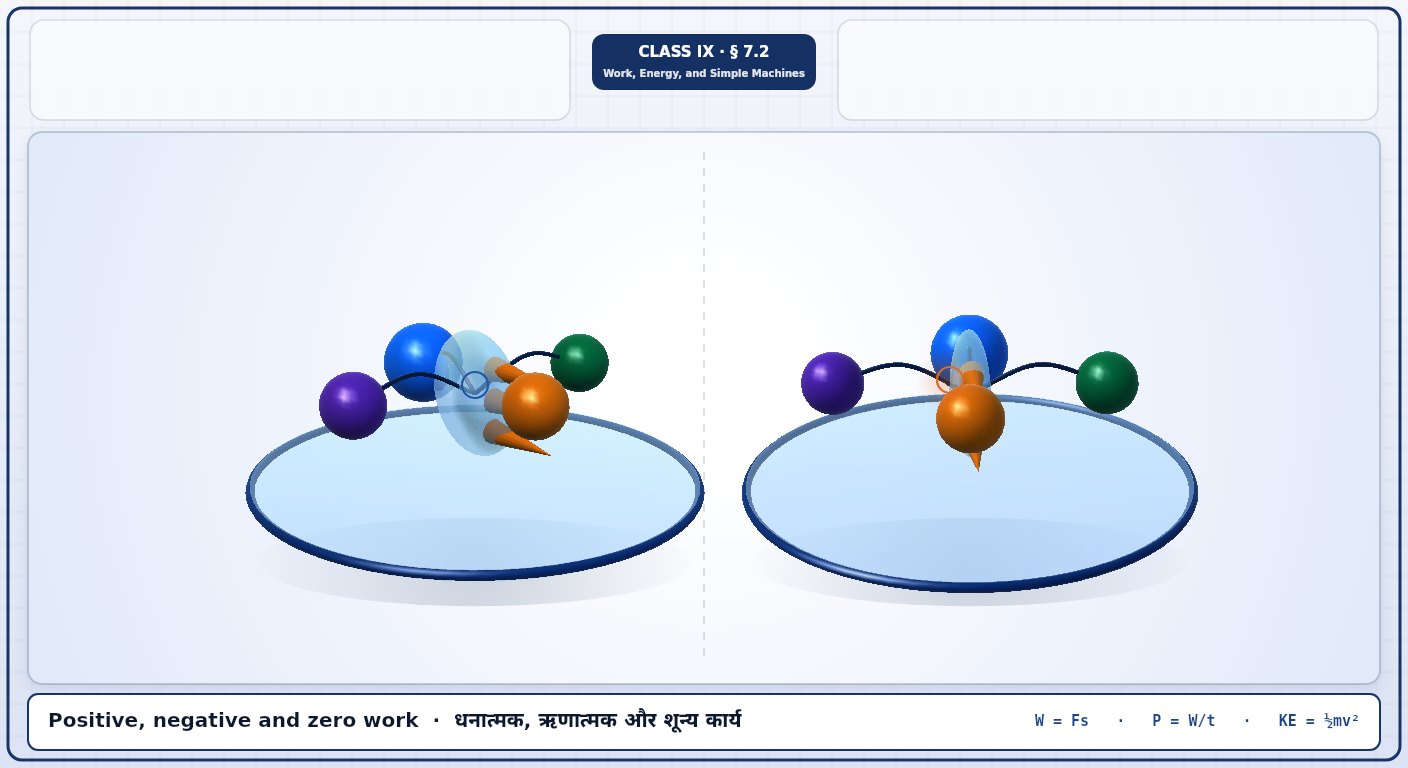 CLASS IX · § 7.2
Work, Energy, and Simple Machines
Positive, negative and zero work · धनात्मक, ऋणात्मक और शून्य कार्य
W = Fs · P = W/t · KE = ½mv²